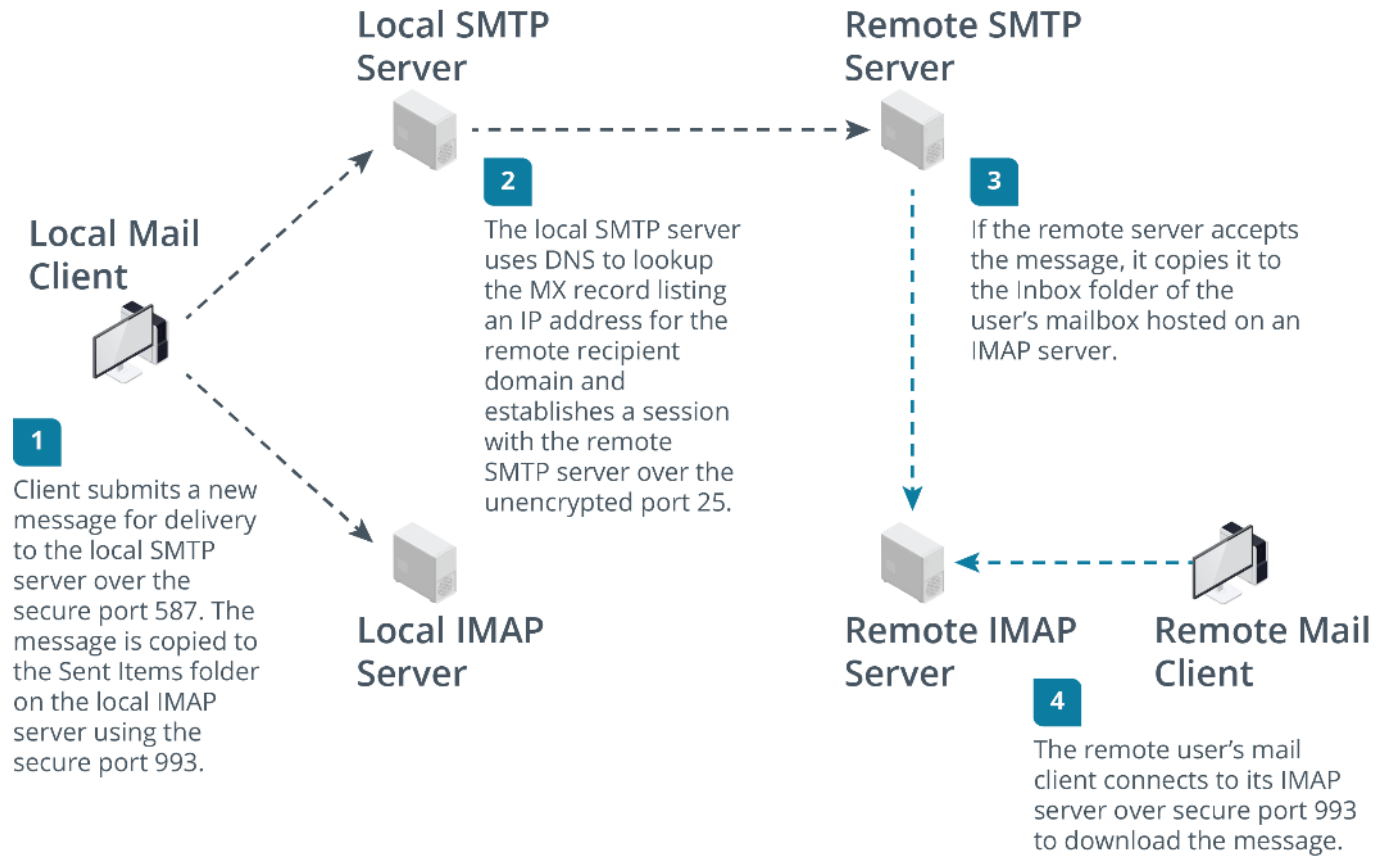 Local SMTP
Server
Remote SMTP
Server
Local Mail
Client
1
Client submits a new
message for delivery
to the local SMTP
server over the
secure port 587. The
message is copied to
the Sent Items folder
on the local IMAP
server using the
secure port 993.
2
The local SMTP server
uses DNS to lookup
the MX record listing
an IP address for the
remote recipient
domain and
establishes a session
with the remote
SMTP server over the
unencrypted port 25.
3
If the remote server accepts
the message, it copies it to
the Inbox folder of the
user's mailbox hosted on an
IMAP server.
Local IMAP
Server
Remote IMAP
Server
Remote Mail
Client
4
The remote user's mail
client connects to its IMAP
server over secure port 993
to download the message.